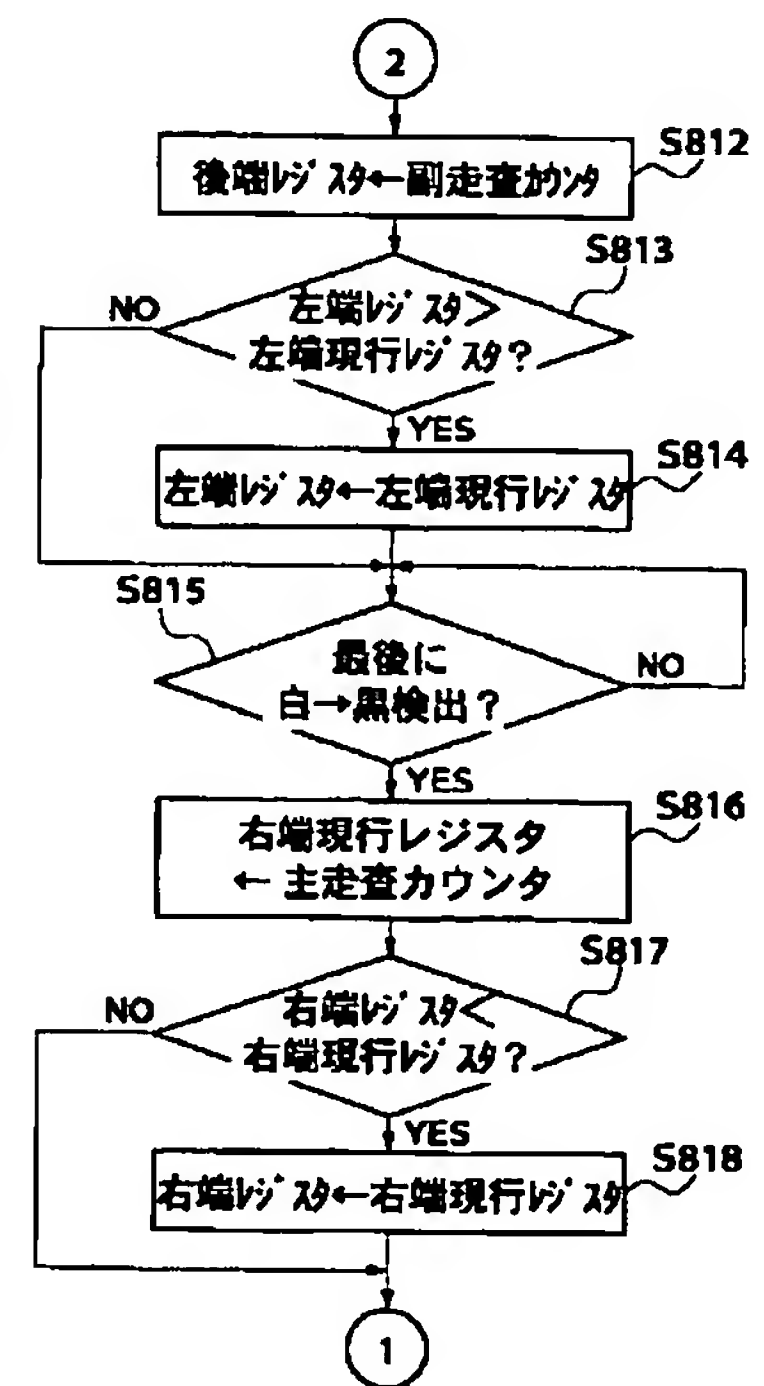 2
S812
後端レジスタ←副走査カウンタ
S813
NO
左端レジスタ>
左端現行レジスタ?
YES
S814
左端レジスタ←左端現行レジスタ
S815
最後に
白→黒検出?
NO
YES
S816
右端現行レジスタ
← 主走査カウンタ
S817
NO
右端レジスタ<
右端現行レジスタ?
YES
S818
右端レジスタ←右端現行レジスタ
1